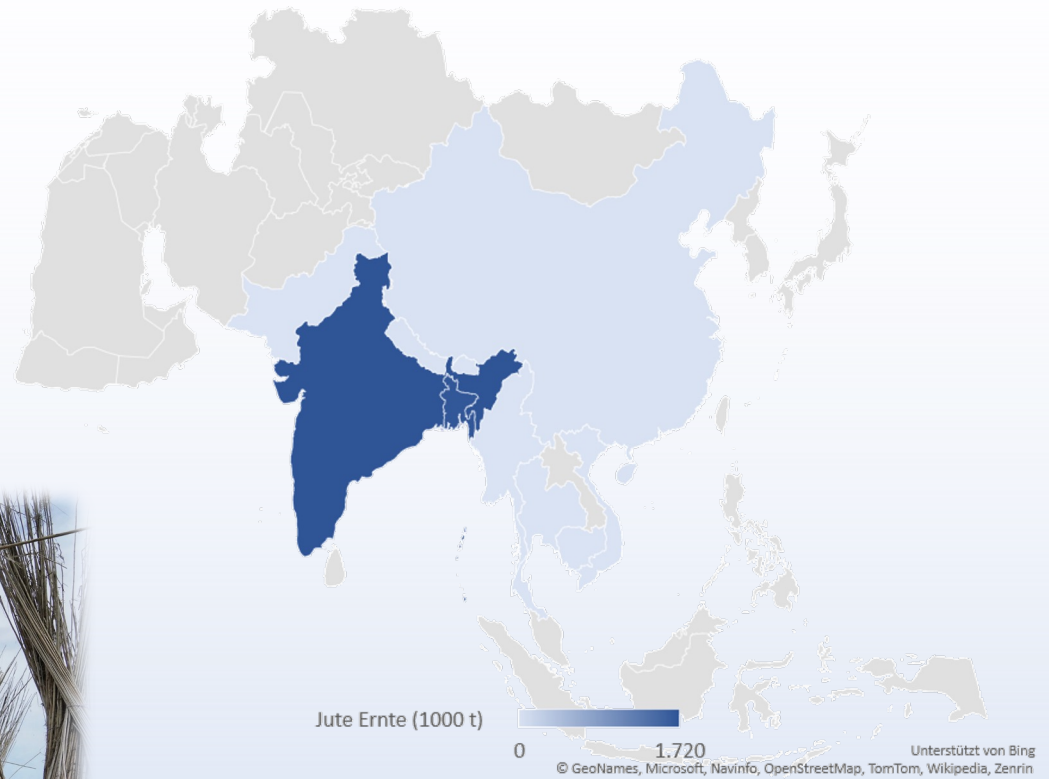 Jute Ernte (1000 t)
0
1.720
Unterstützt von Bing
© GeoNames, Microsoft, Navinfo, OpenStreetMap, TomTom, Wikipedia, Zenrin